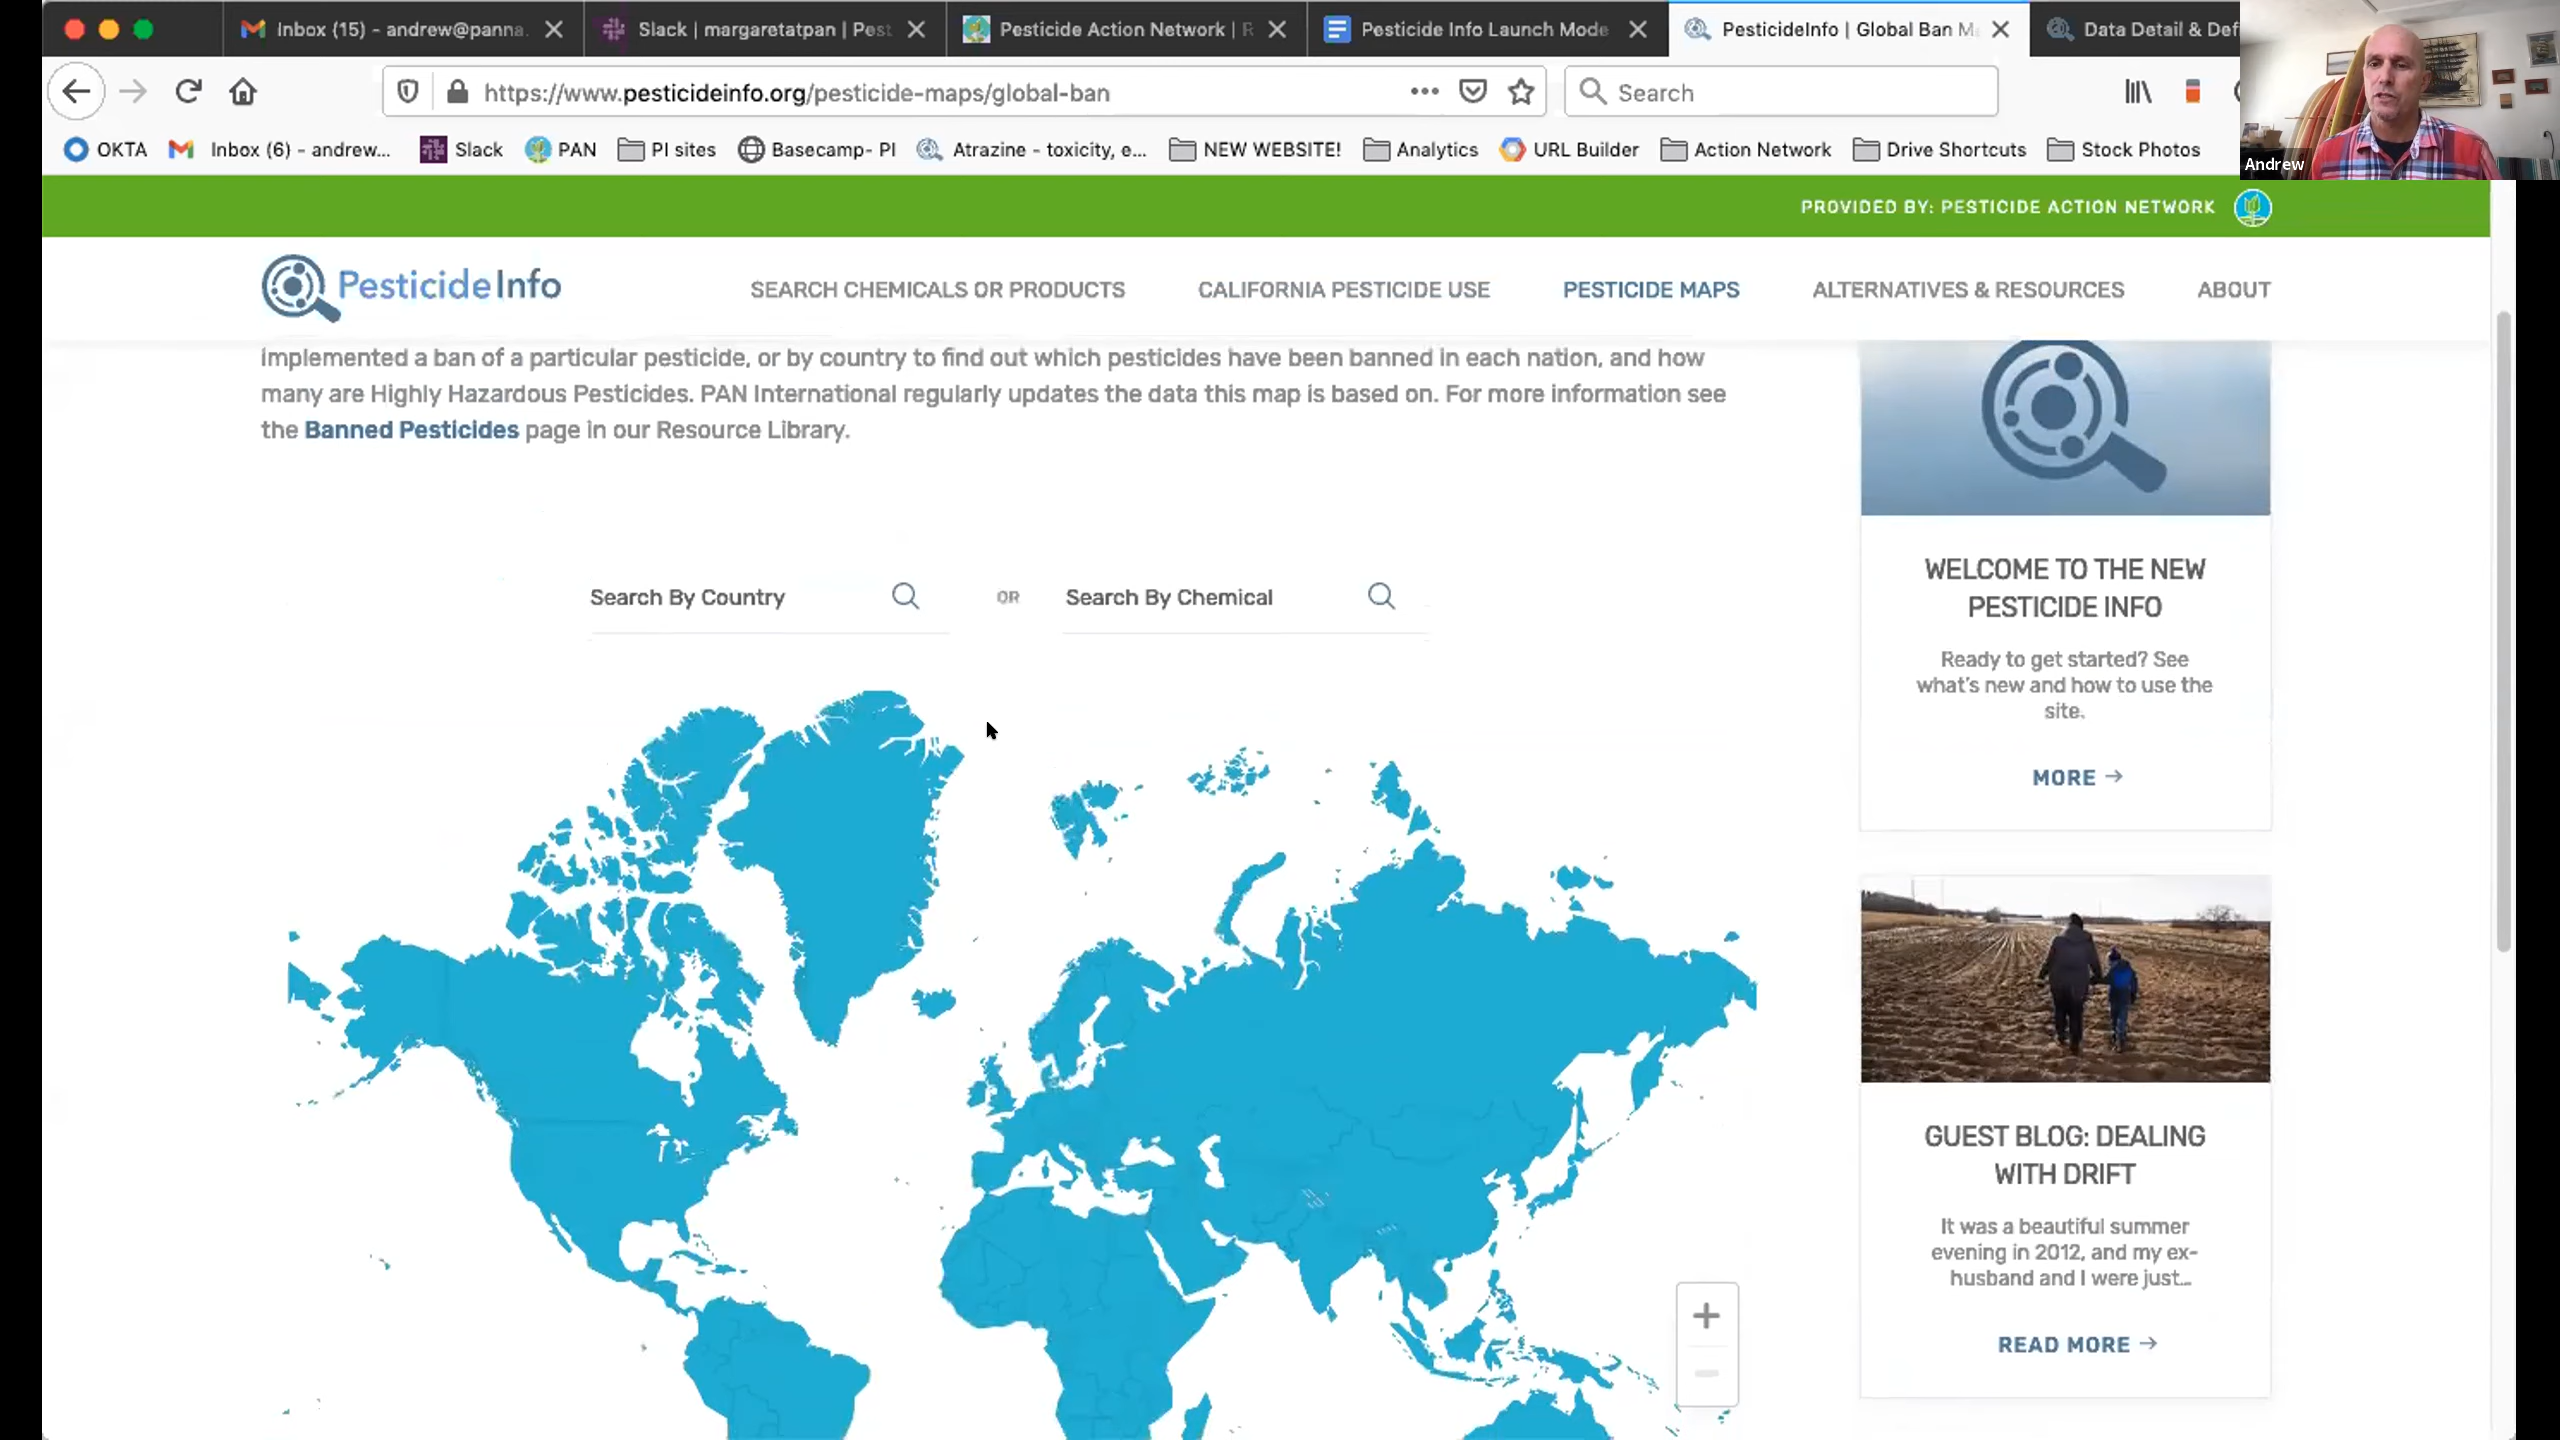 Inbox (15) - andrew@panna.
Slack | margaretatpan | Pest
Pesticide Action Network | R
Pesticide Info Launch Mode
PesticideInfo | Global Ban M
Data Detail & Def
https://www.pesticideinfo.org/pesticide-maps/global-ban
Search
OKTA
Inbox (6) - andrew...
Slack
PAN
PI sites
Basecamp- PI
Atrazine - toxicity, e...
NEW WEBSITE!
Analytics
URL Builder
Action Network
Drive Shortcuts
Stock Photos
Andrew
PROVIDED BY: PESTICIDE ACTION NETWORK
PesticideInfo
SEARCH CHEMICALS OR PRODUCTS
CALIFORNIA PESTICIDE USE
PESTICIDE MAPS
ALTERNATIVES & RESOURCES
ABOUT
implemented a ban of a particular pesticide, or by country to find out which pesticides have been banned in each nation, and how
many are Highly Hazardous Pesticides. PAN International regularly updates the data this map is based on. For more information see
the Banned Pesticides page in our Resource Library.
Search By Country
OR
Search By Chemical
WELCOME TO THE NEW
PESTICIDE INFO
Ready to get started? See
what's new and how to use the
site.
MORE →
GUEST BLOG: DEALING
WITH DRIFT
It was a beautiful summer
evening in 2012, and my ex-
husband and I were just...
READ MORE →